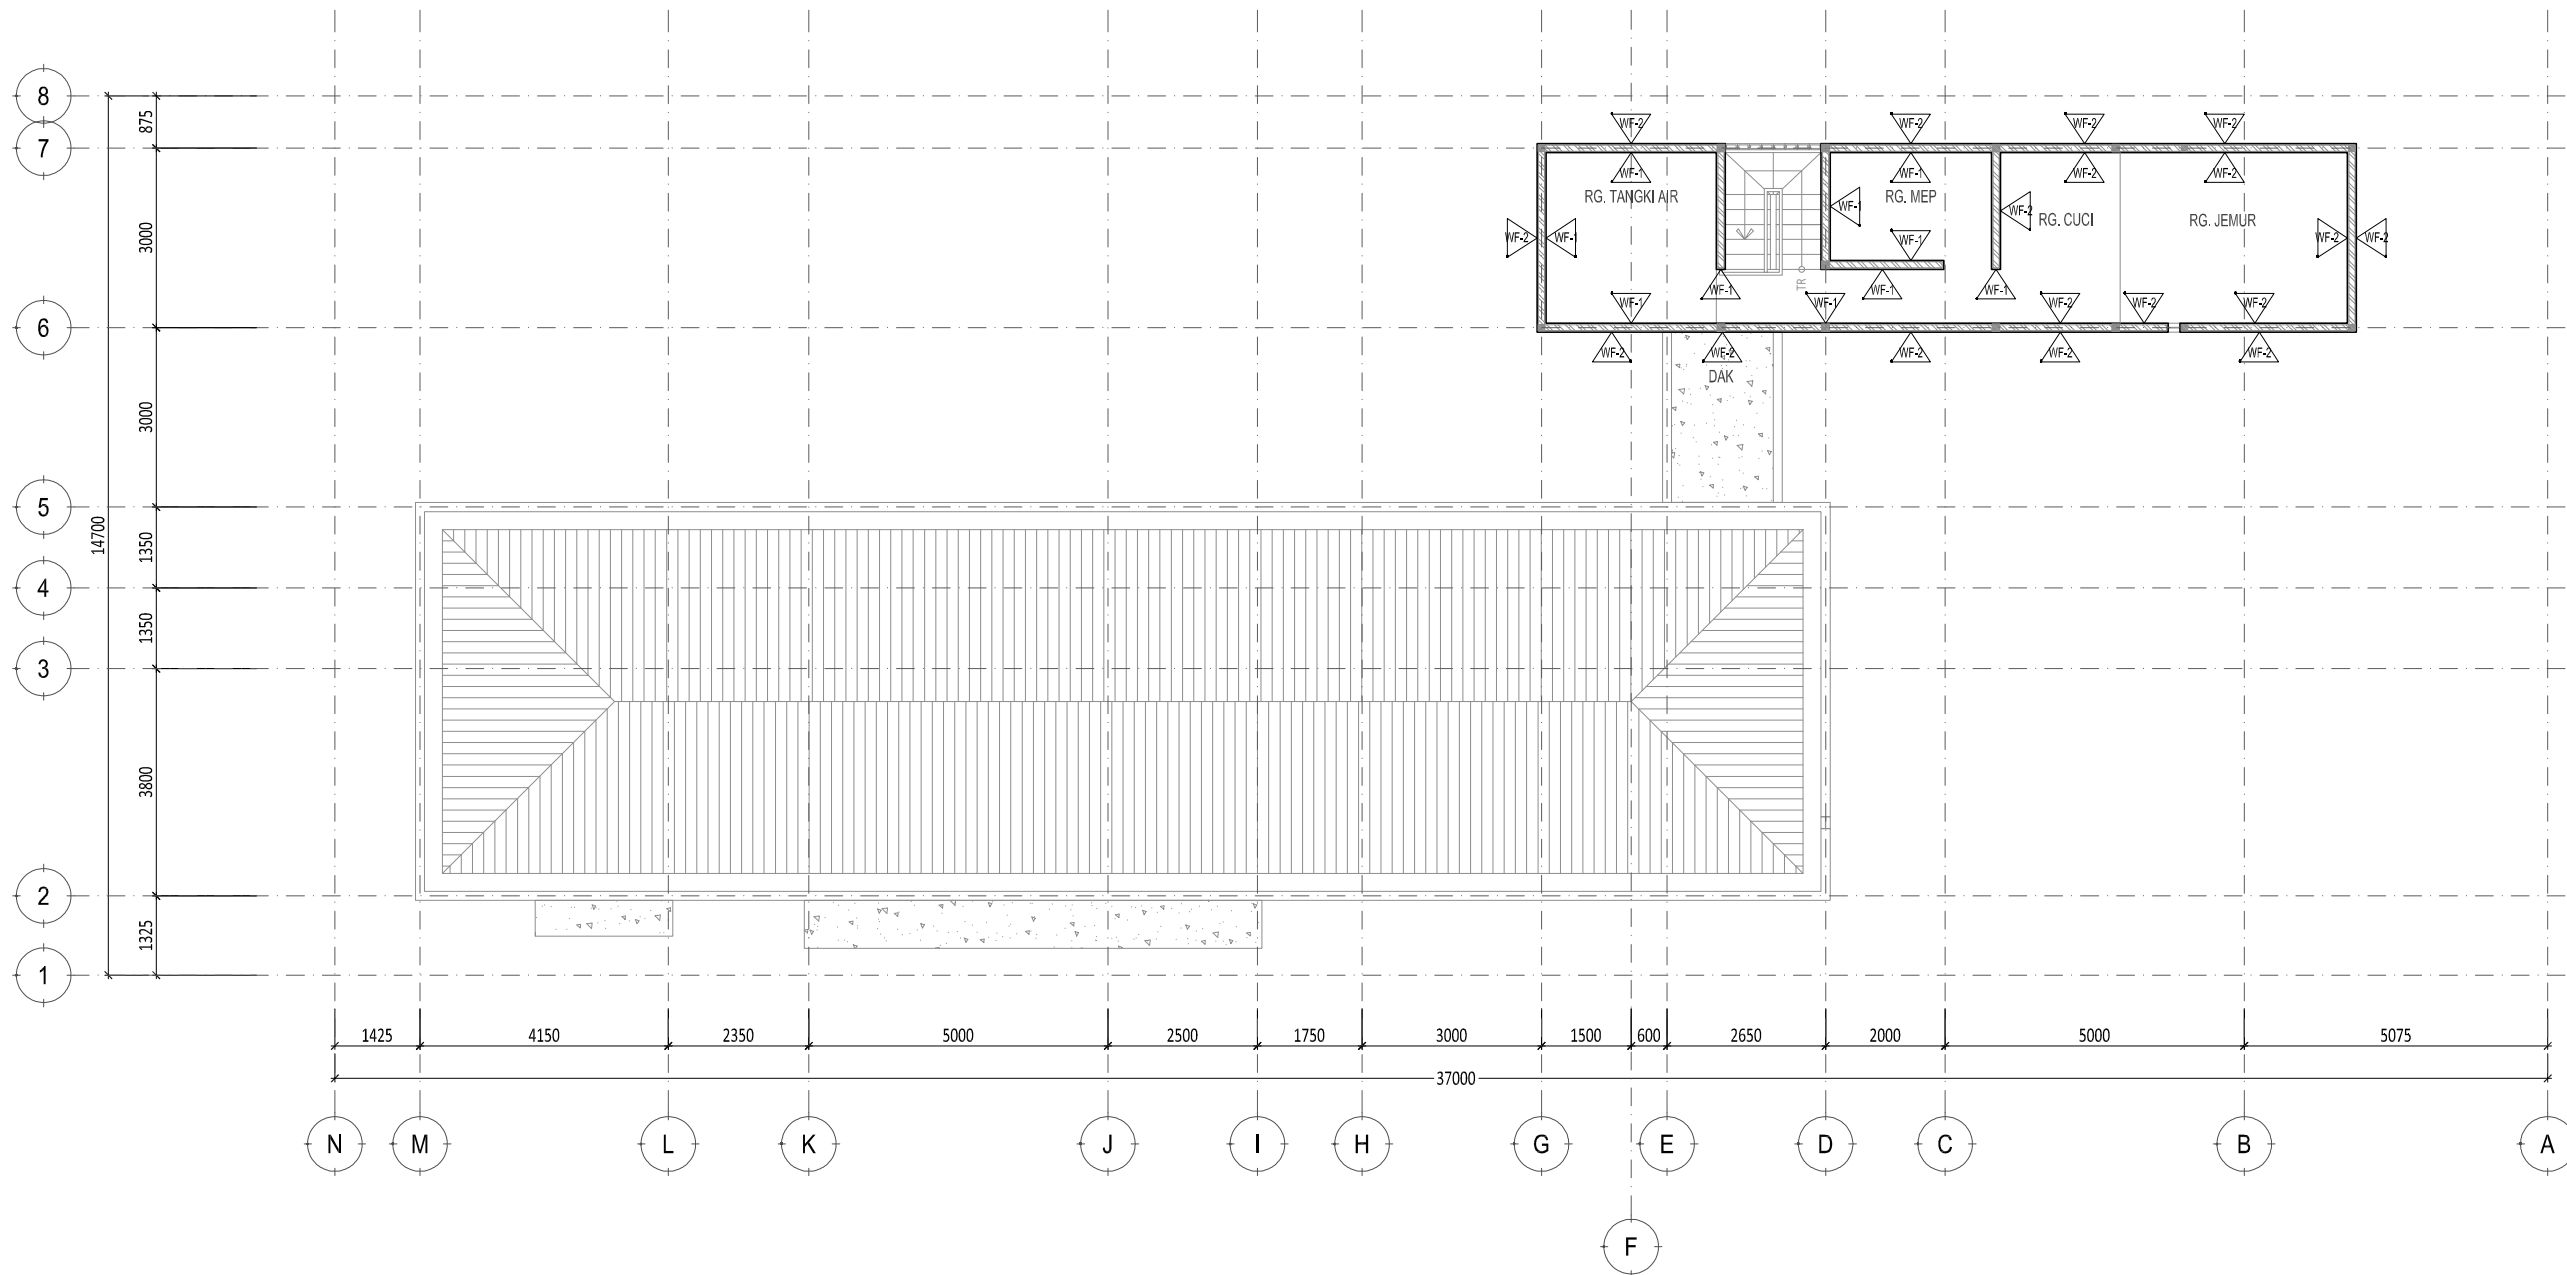 8
875
7
WF-2
WF-2
WF-2
WF-2
WF-1
WF-1
WF-2
WF-2
RG. TANGKI AIR
RG. MEP
WF-1
WF-2
RG. CUCI
RG. JEMUR
3000
WF-2
WF-1
WF-1
WF-2
WF-2
WF-1
TR
WF-1
WF-1
WF-1
WF-1
WF-2
WF-2
WF-2
6
WF-2
WF-2
WF-2
WF-2
WF-2
DAK
3000
5
14700
1350
4
1350
3
3800
2
1325
1
1425
4150
2350
5000
2500
1750
3000
1500
600
2650
2000
5000
5075
37000
N
M
L
K
J
I
H
G
E
D
C
B
A
F